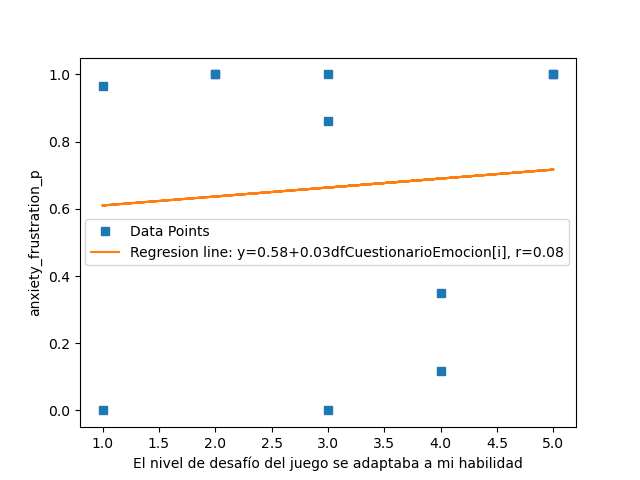 1.0
0.8
0.6
0.4
0.2
0.0
anxiety_frustration_p
Data Points
Regresion line: y=0.58+0.03dfCuestionarioEmocion[i], r=0.08
1.0 1.5 2.0 2.5 3.0 3.5 4.0 4.5 5.0
El nivel de desafío del juego se adaptaba a mi habilidad